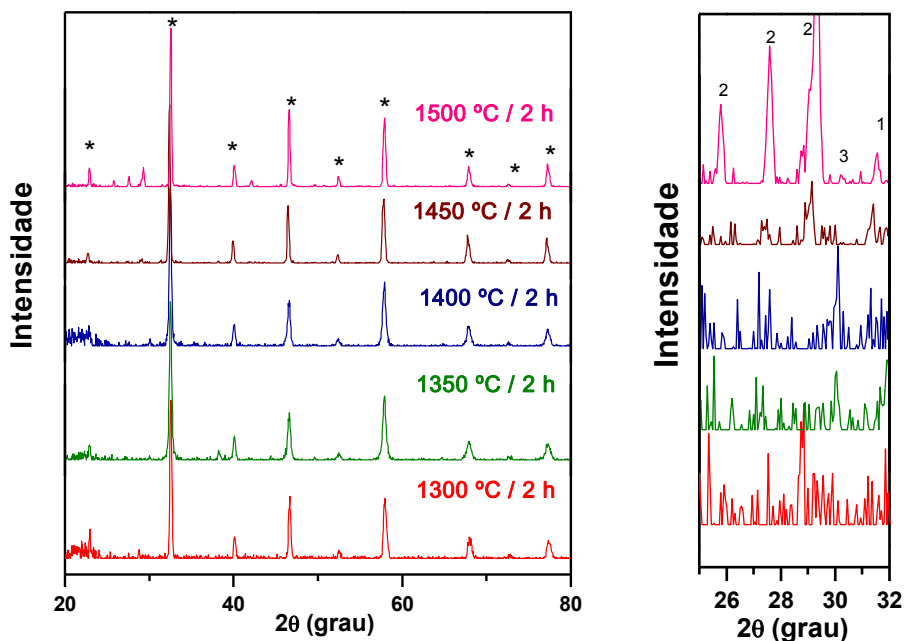 Intensidade
*
*
*
*
*
*
*
*
*
1500 ºC / 2 h
1450 ºC / 2 h
1400 ºC / 2 h
1350 ºC / 2 h
1300 ºC / 2 h
20 40 60 80
2θ (grau)
Intensidade
2 2 2 3 1
26 28 30 32
2θ (grau)